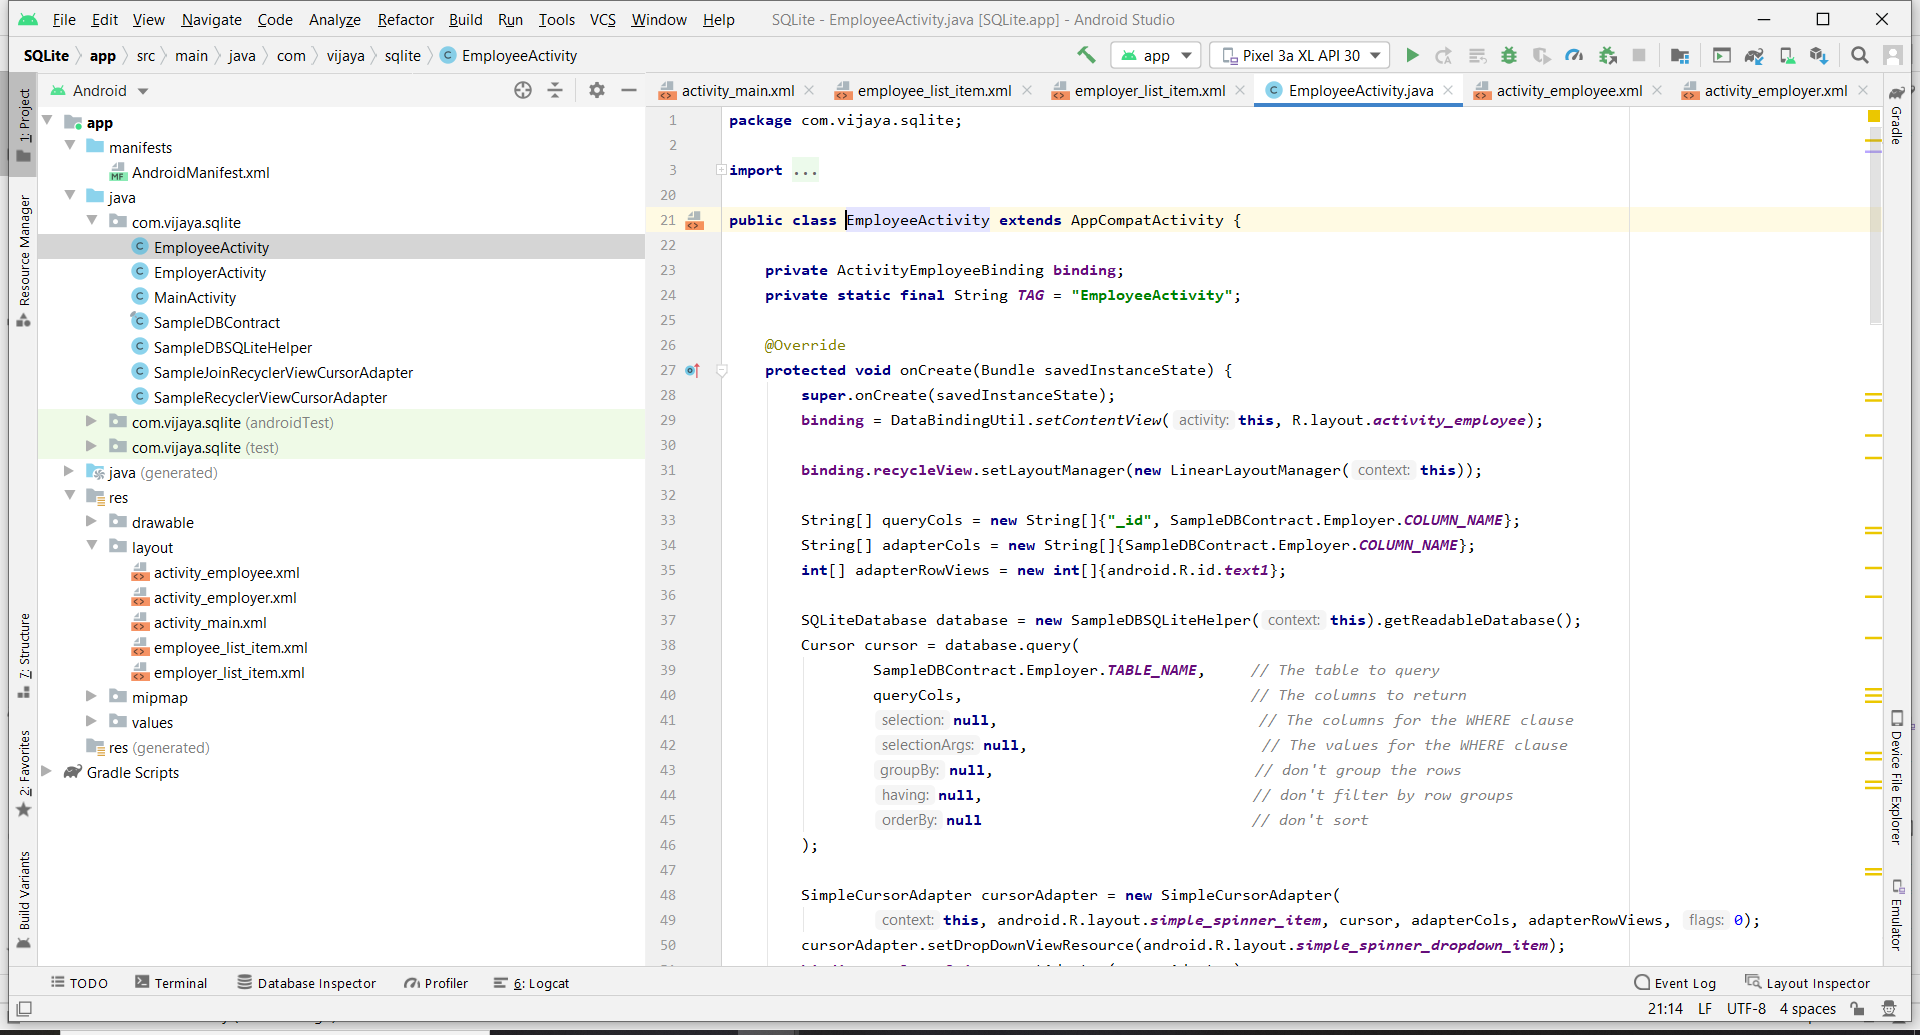 File Edit View Navigate Code Analyze Refactor Build Run Tools VCS Window Help SQLite - EmployeeActivity.java [SQLite.app] - Android Studio
SQLite app src main java com vijaya sqlite C EmployeeActivity app Pixel 3a XL API 30
Android
activity_main.xml employee_list_item.xml employer_list_item.xml EmployeeActivity.java activity_employee.xml activity_employer.xml
1: Project
Resource Manager
7: Structure
2: Favorites
Build Variants
app
manifests
AndroidManifest.xml
java
com.vijaya.sqlite
EmployeeActivity
EmployerActivity
MainActivity
SampleDBContract
SampleDBSQLiteHelper
SampleJoinRecyclerViewCursorAdapter
SampleRecyclerViewCursorAdapter
com.vijaya.sqlite (androidTest)
com.vijaya.sqlite (test)
java (generated)
res
drawable
layout
activity_employee.xml
activity_employer.xml
activity_main.xml
employee_list_item.xml
employer_list_item.xml
mipmap
values
res (generated)
Gradle Scripts
1 package com.vijaya.sqlite;
2
3 import ...
20
21 public class EmployeeActivity extends AppCompatActivity {
22
23 private ActivityEmployeeBinding binding;
24 private static final String TAG = "EmployeeActivity";
25
26 @Override
27 protected void onCreate(Bundle savedInstanceState) {
28 super.onCreate(savedInstanceState);
29 binding = DataBindingUtil.setContentView( activity: this, R.layout.activity_employee);
30
31 binding.recycleView.setLayoutManager(new LinearLayoutManager( context: this));
32
33 String[] queryCols = new String[]{"_id", SampleDBContract.Employer.COLUMN_NAME};
34 String[] adapterCols = new String[]{SampleDBContract.Employer.COLUMN_NAME};
35 int[] adapterRowViews = new int[]{android.R.id.text1};
36
37 SQLiteDatabase database = new SampleDBSQLiteHelper( context: this).getReadableDatabase();
38 Cursor cursor = database.query(
39 SampleDBContract.Employer.TABLE_NAME, // The table to query
40 queryCols, // The columns to return
41 selection: null, // The columns for the WHERE clause
42 selectionArgs: null, // The values for the WHERE clause
43 groupBy: null, // don't group the rows
44 having: null, // don't filter by row groups
45 orderBy: null // don't sort
46 );
47
48 SimpleCursorAdapter cursorAdapter = new SimpleCursorAdapter(
49 context: this, android.R.layout.simple_spinner_item, cursor, adapterCols, adapterRowViews, flags: 0);
50 cursorAdapter.setDropDownViewResource(android.R.layout.simple_spinner_dropdown_item);
Gradle
Device File Explorer
Emulator
TODO Terminal Database Inspector Profiler 6: Logcat Event Log Layout Inspector
21:14 LF UTF-8 4 spaces